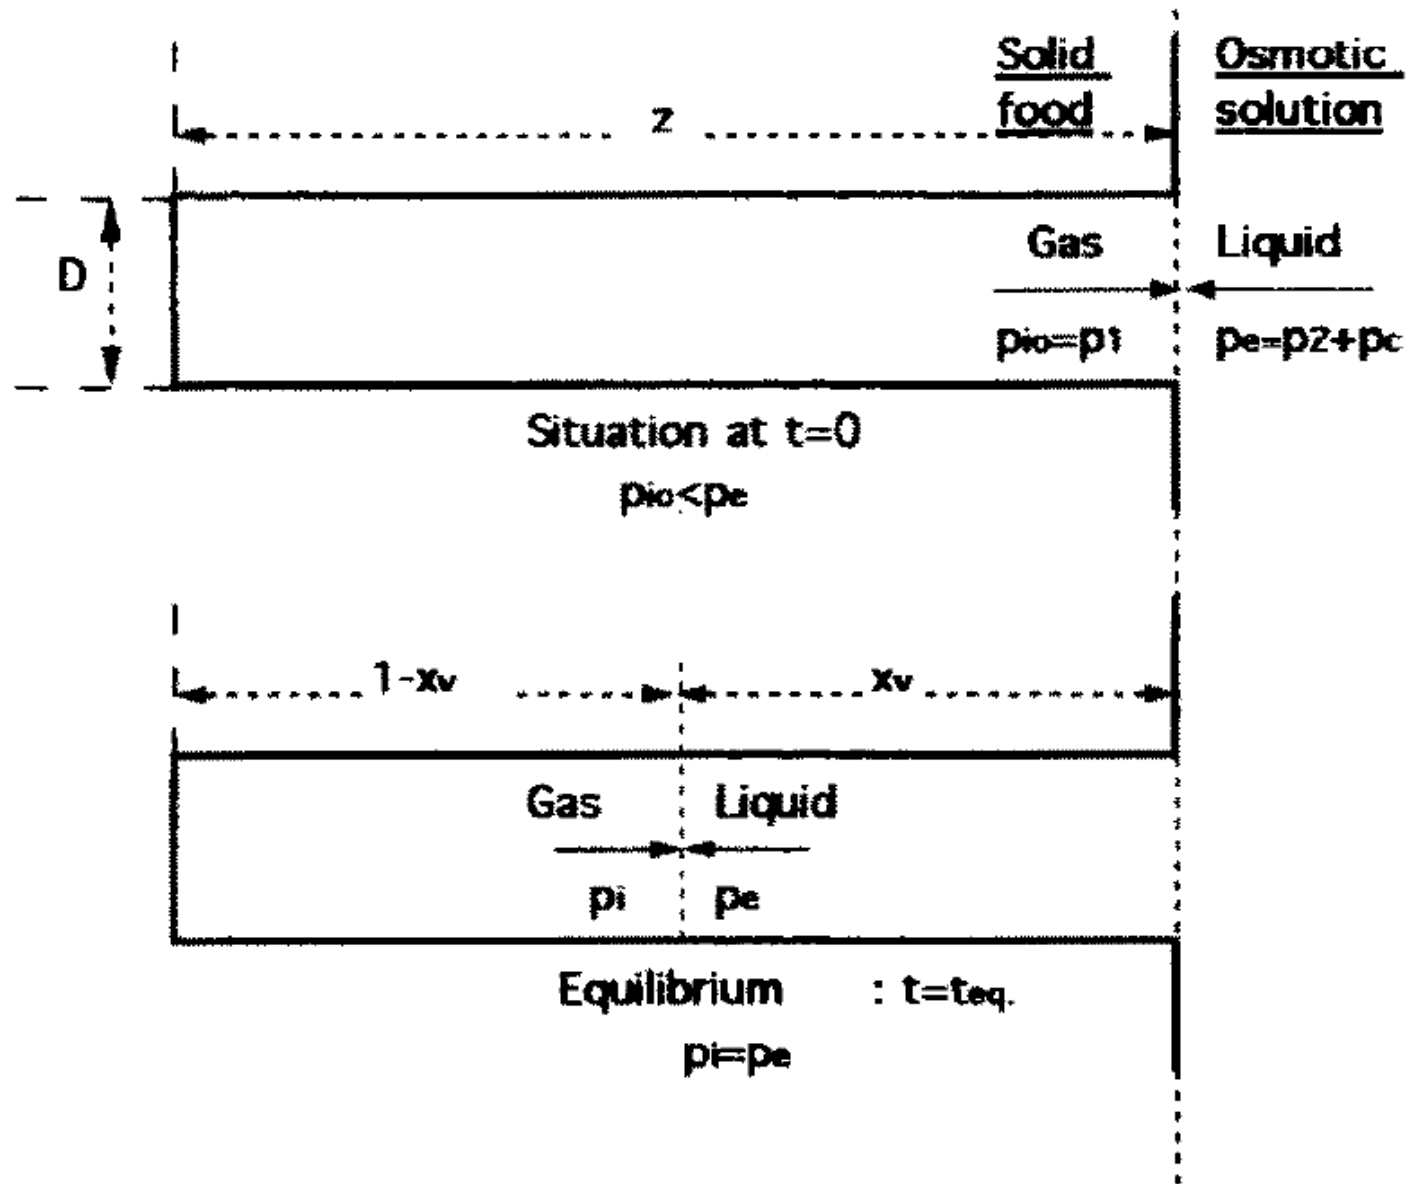 Solid food
Osmotic solution
z
D
Gas
Liquid
pio=p1
pe=p2+pc
Situation at t=0
pio<pe
1-xv
xv
Gas
Liquid
pi
pe
Equilibrium : t=teq.
pi=pe